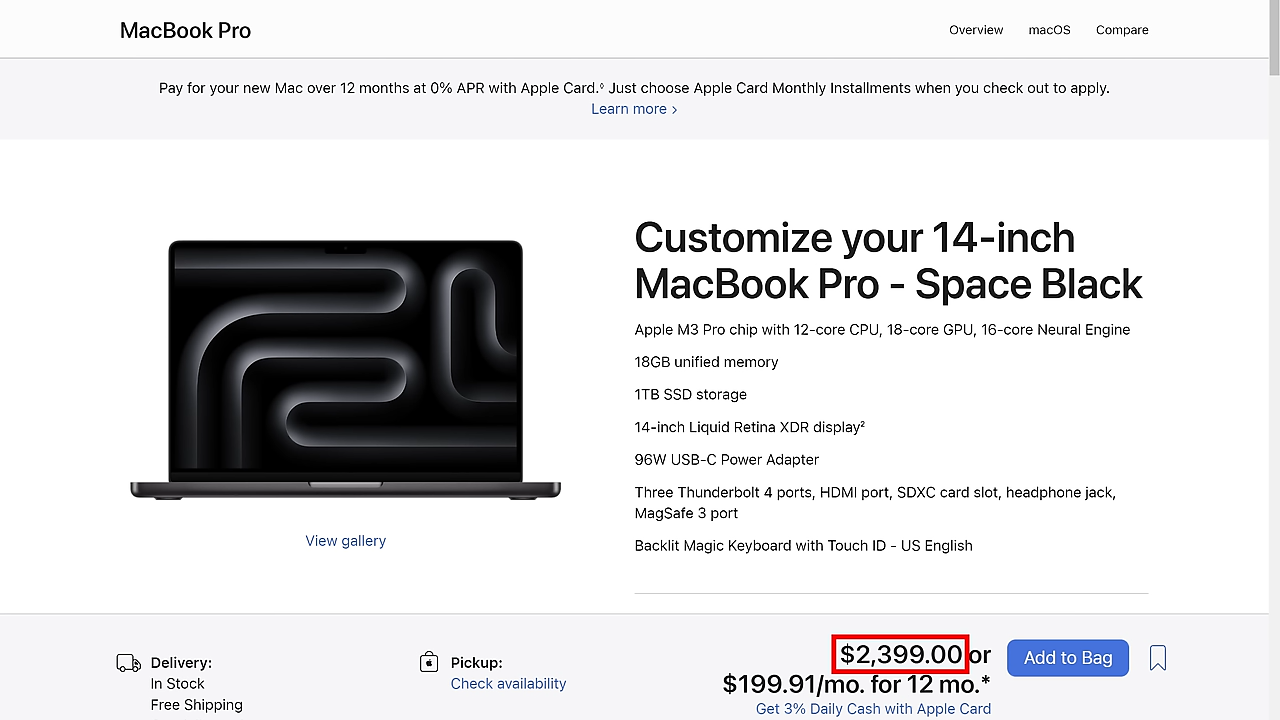 MacBook Pro
Overview macOS Compare
Pay for your new Mac over 12 months at 0% APR with Apple Card.◊ Just choose Apple Card Monthly Installments when you check out to apply.
Learn more >
Customize your 14-inch
MacBook Pro - Space Black
Apple M3 Pro chip with 12-core CPU, 18-core GPU, 16-core Neural Engine
18GB unified memory
1TB SSD storage
14-inch Liquid Retina XDR display²
96W USB-C Power Adapter
Three Thunderbolt 4 ports, HDMI port, SDXC card slot, headphone jack,
MagSafe 3 port
Backlit Magic Keyboard with Touch ID - US English
View gallery
Delivery:
In Stock
Free Shipping
Pickup:
Check availability
$2,399.00 or
$199.91/mo. for 12 mo.*
Get 3% Daily Cash with Apple Card
Add to Bag